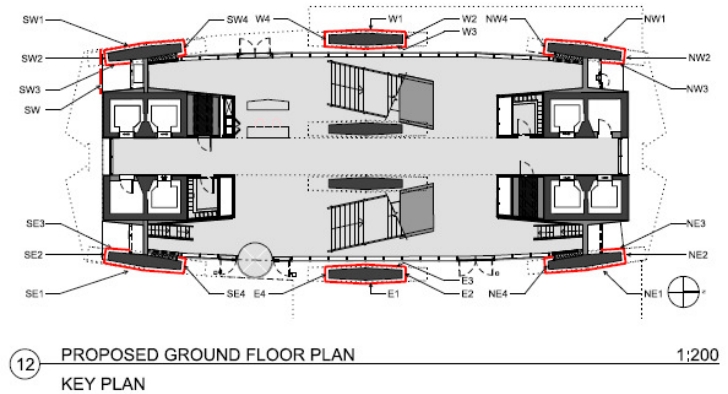 SW1
SW4
W4
W1
W2
W3
NW4
NW1
SW2
NW2
SW3
NW3
SW
SE3
NE3
SE2
NE2
SE1
SE4
E4
E1
E3
E2
NE4
NE1
12
PROPOSED GROUND FLOOR PLAN
1:200
KEY PLAN